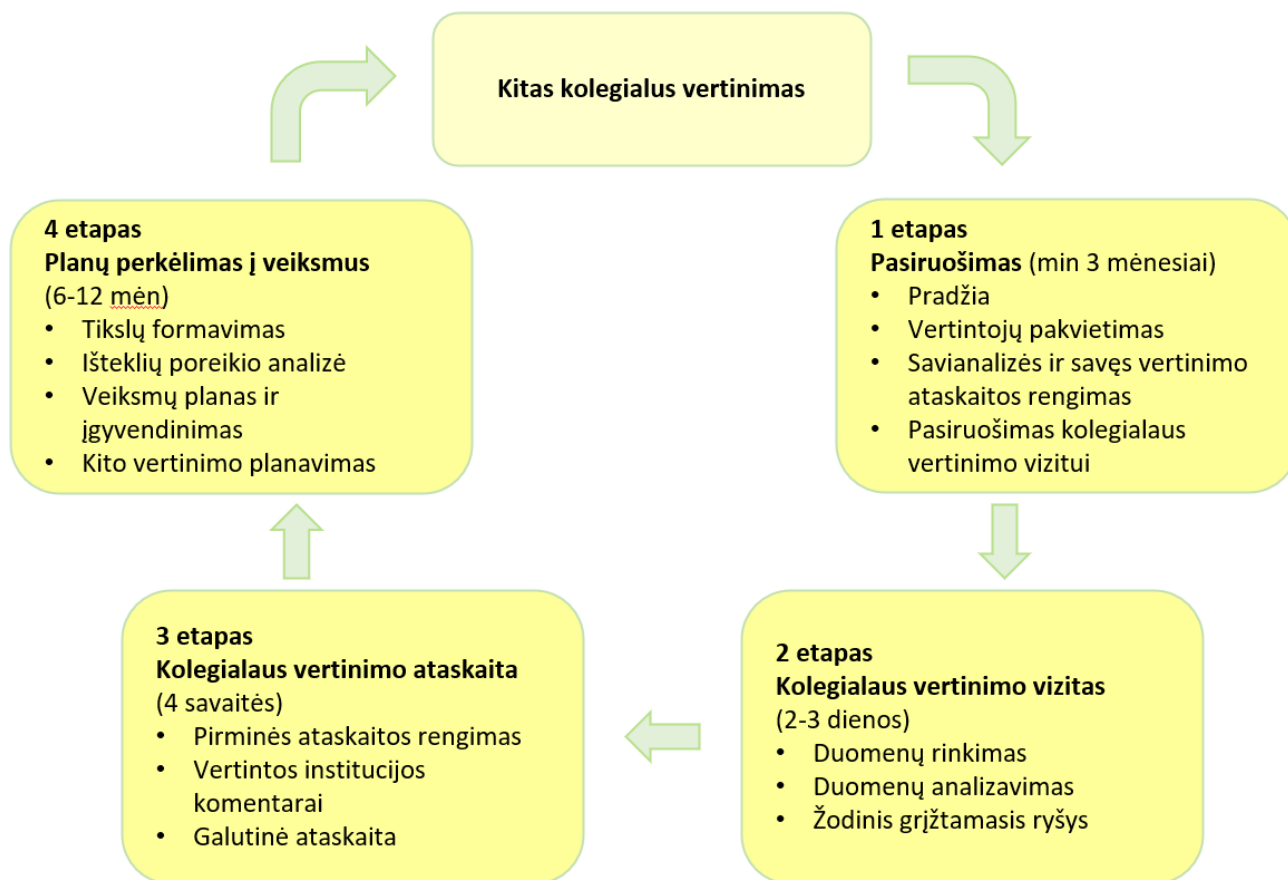 Kitas kolegialus vertinimas
1 etapas
Pasiruošimas (min 3 mėnesiai)
• Pradžia
• Vertintojų pakvietimas
• Savianalizės ir savęs vertinimo
ataskaitos rengimas
• Pasiruošimas kolegialaus
vertinimo vizitui
2 etapas
Kolegialaus vertinimo vizitas
(2-3 dienos)
• Duomenų rinkimas
• Duomenų analizavimas
• Žodinis grįžtamasis ryšys
3 etapas
Kolegialaus vertinimo ataskaita
(4 savaitės)
• Pirminės ataskaitos rengimas
• Vertintos institucijos
komentarai
• Galutinė ataskaita
4 etapas
Planų perkėlimas į veiksmus
(6-12 mėn)
• Tikslų formavimas
• Išteklių poreikio analizė
• Veiksmų planas ir
įgyvendinimas
• Kito vertinimo planavimas